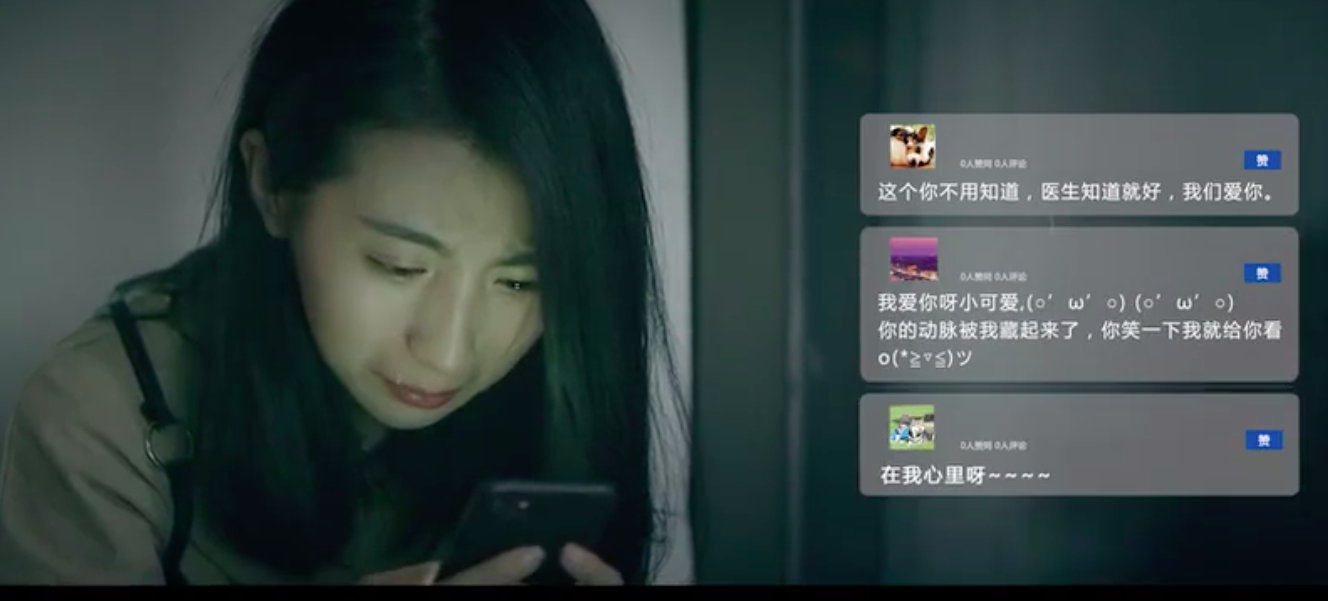 0人赞同 0人评论
赞
这个你不用知道，医生知道就好，我们爱你。
0人赞同 0人评论
赞
我爱你呀小可爱,(○′ω′○) (○′ω′○)
你的动脉被我藏起来了，你笑一下我就给你看
o(*≧▿≦)ツ
0人赞同 0人评论
赞
在我心里呀~~~~